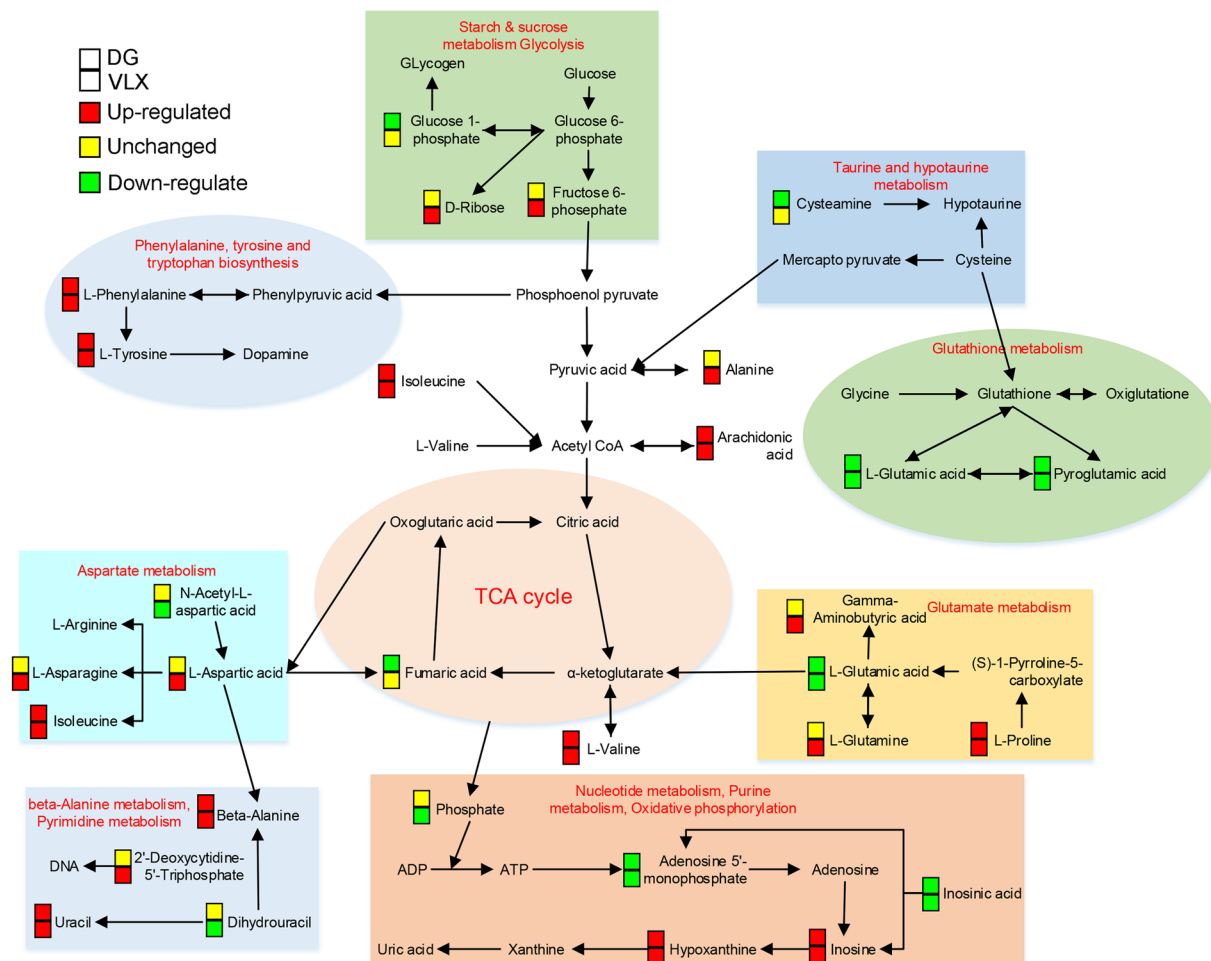 DG
VLX
Up-regulated
Unchanged
Down-regulate
Starch & sucrose
metabolism Glycolysis
GLycogen
Glucose
Glucose 1-
phosphate
Glucose 6-
phosphate
D-Ribose
Fructose 6-
phosephate
Taurine and hypotaurine
metabolism
Cysteamine
Hypotaurine
Mercapto pyruvate
Cysteine
Phenylalanine, tyrosine and
tryptophan biosynthesis
L-Phenylalanine
Phenylpyruvic acid
L-Tyrosine
Dopamine
Phosphoenol pyruvate
Pyruvic acid
Alanine
Isoleucine
L-Valine
Acetyl CoA
Arachidonic
acid
Glutathione metabolism
Glycine
Glutathione
Oxiglutatione
L-Glutamic acid
Pyroglutamic acid
Oxoglutaric acid
Citric acid
TCA cycle
Fumaric acid
α-ketoglutarate
L-Valine
Aspartate metabolism
N-Acetyl-L-
aspartic acid
L-Arginine
L-Asparagine
L-Aspartic acid
Isoleucine
Gamma-
Aminobutyric acid
Glutamate metabolism
L-Glutamic acid
(S)-1-Pyrroline-5-
carboxylate
L-Glutamine
L-Proline
beta-Alanine metabolism,
Pyrimidine metabolism
Beta-Alanine
DNA
2'-Deoxycytidine-
5'-Triphosphate
Uracil
Dihydrouracil
Nucleotide metabolism, Purine
metabolism, Oxidative phosphorylation
Phosphate
ADP
ATP
Adenosine 5'-
monophosphate
Adenosine
Inosinic acid
Uric acid
Xanthine
Hypoxanthine
Inosine